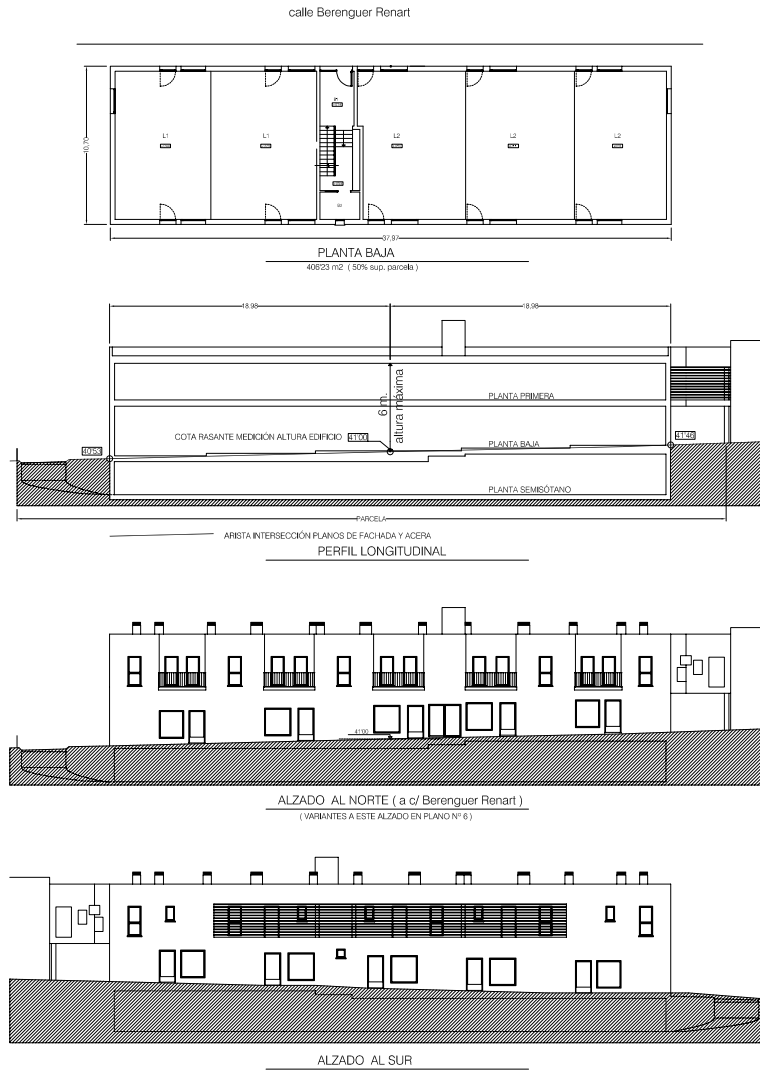 calle Berenguer Renart
L1
L1
L2
L2
L2
10,70
37,97
PLANTA BAJA
406'23 m2 ( 50% sup. parcela )
18.98
18,98
6 m.
altura máxima
PLANTA PRIMERA
COTA RASANTE MEDICIÓN ALTURA EDIFICIO 41'00
PLANTA BAJA
41'46
40'53
PLANTA SEMISÓTANO
PARCELA
ARISTA INTERSECCIÓN PLANOS DE FACHADA Y ACERA
PERFIL LONGITUDINAL
41'00
ALZADO AL NORTE ( a c/ Berenguer Renart )
( VARIANTES A ESTE ALZADO EN PLANO Nº 6 )
ALZADO AL SUR